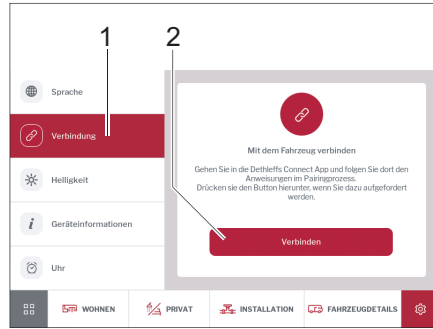 1
2
Sprache
Verbindung
Helligkeit
Geräteinformationen
Uhr
Mit dem Fahrzeug verbinden
Gehen Sie in die Dethleffs Connect App und folgen Sie dort den
Anweisungen im Pairingprozess.
Drücken sie den Button hierunter, wenn Sie dazu aufgefordert
werden.
Verbinden
WOHNEN
PRIVAT
INSTALLATION
FAHRZEUGDETAILS